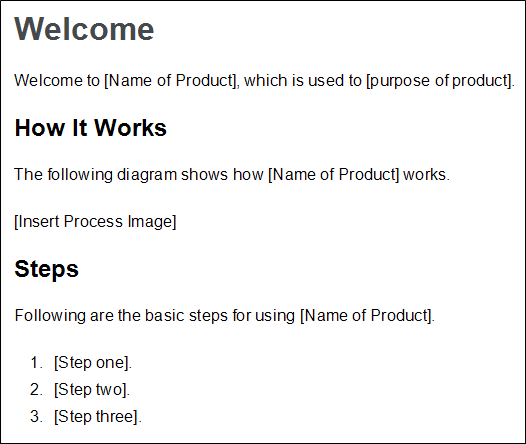 Welcome
Welcome to [Name of Product], which is used to [purpose of product].
How It Works
The following diagram shows how [Name of Product] works.
[Insert Process Image]
Steps
Following are the basic steps for using [Name of Product].
1. [Step one].
2. [Step two].
3. [Step three].